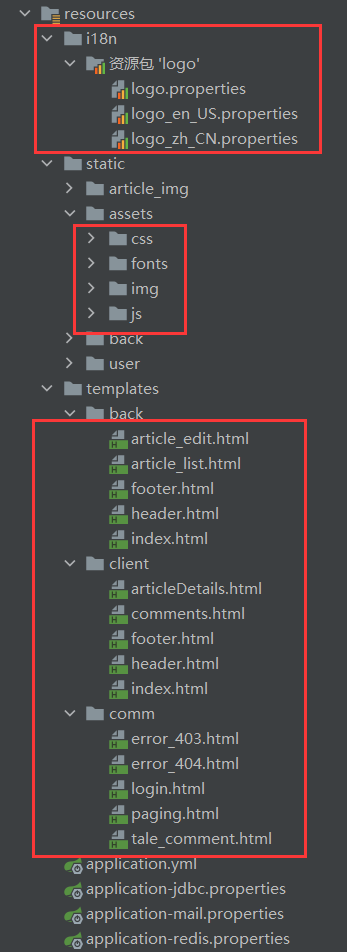 resources
i18n
资源包 'logo'
logo.properties
logo_en_US.properties
logo_zh_CN.properties
static
article_img
assets
css
fonts
img
js
back
user
templates
back
article_edit.html
article_list.html
footer.html
header.html
index.html
client
articleDetails.html
comments.html
footer.html
header.html
index.html
comm
error_403.html
error_404.html
login.html
paging.html
tale_comment.html
application.yml
application-jdbc.properties
application-mail.properties
application-redis.properties